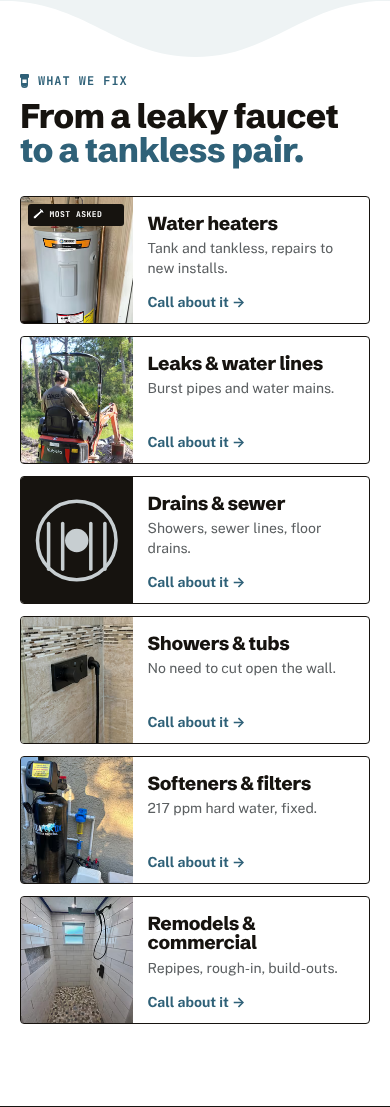 WHAT WE FIX
From a leaky faucet
to a tankless pair.
MOST ASKED
Water heaters
Tank and tankless, repairs to
new installs.
Call about it →
Leaks & water lines
Burst pipes and water mains.
Call about it →
Kubota
Drains & sewer
Showers, sewer lines, floor
drains.
Call about it →
Showers & tubs
No need to cut open the wall.
Call about it →
Softeners & filters
217 ppm hard water, fixed.
Call about it →
Remodels &
commercial
Repipes, rough-in, build-outs.
Call about it →